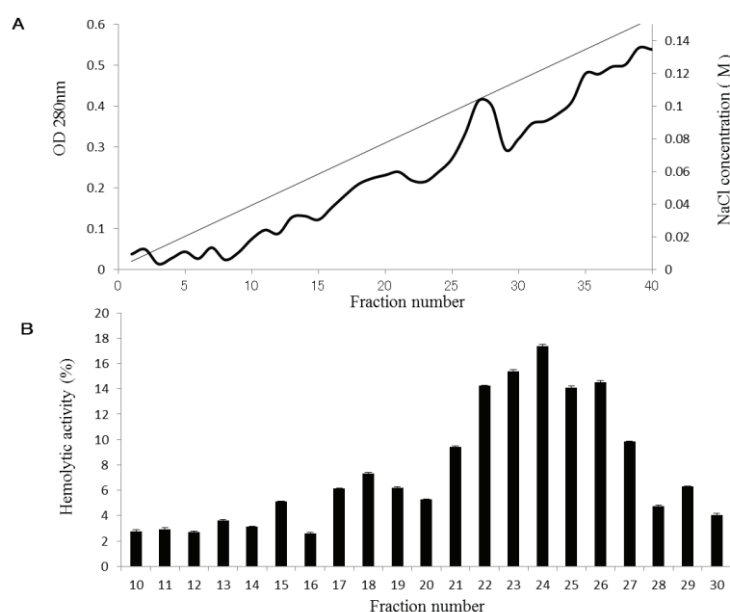 A
0.6
0.5
0.4
0.3
0.2
0.1
0
OD 280nm
0.14
0.12
0.1
0.08
0.06
0.04
0.02
0
NaCl concentration ( M )
0 5 10 15 20 25 30 35 40
Fraction number
B
20
18
16
14
12
10
8
6
4
2
0
Hemolytic activity (%)
10 11 12 13 14 15 16 17 18 19 20 21 22 23 24 25 26 27 28 29 30
Fraction number